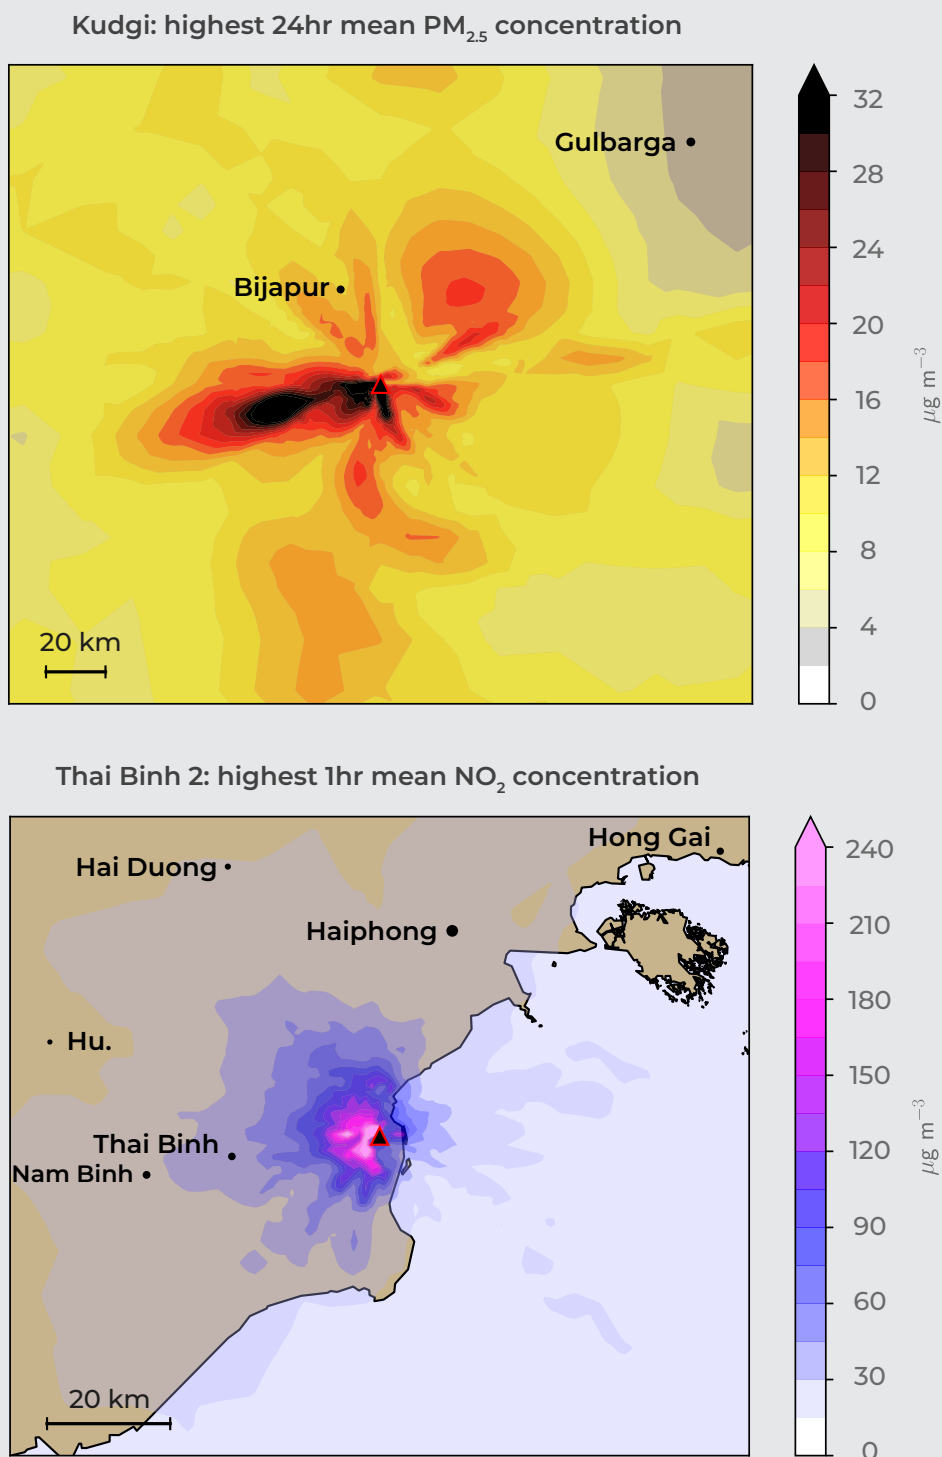 Kudgi: highest 24hr mean PM2.5 concentration
Gulbarga
Bijapur
20 km
32
28
24
20
16
12
8
4
0
μg m−3
Thai Binh 2: highest 1hr mean NO2 concentration
Hong Gai
Hai Duong
Haiphong
Hu.
Thai Binh
Nam Binh
20 km
240
210
180
150
120
90
60
30
0
μg m−3